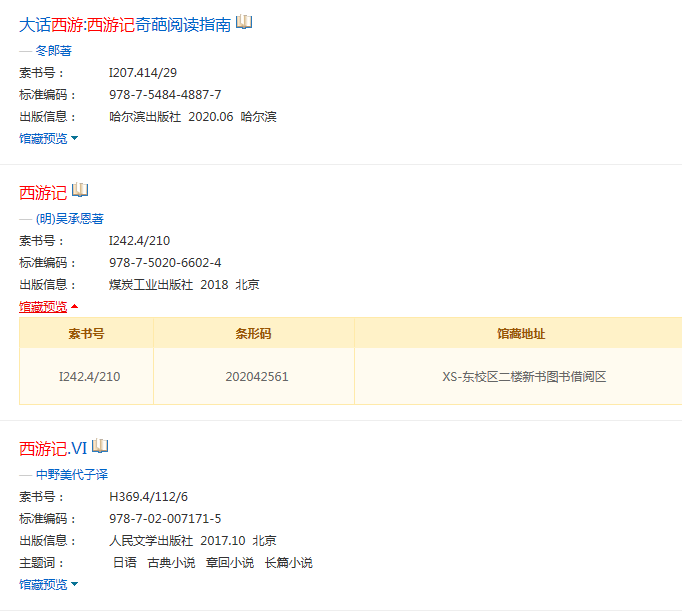 大话西游:西游记奇葩阅读指南
— 冬郎著
索书号： I207.414/29
标准编码： 978-7-5484-4887-7
出版信息： 哈尔滨出版社 2020.06 哈尔滨
馆藏预览
西游记
— (明)吴承恩著
索书号： I242.4/210
标准编码： 978-7-5020-6602-4
出版信息： 煤炭工业出版社 2018 北京
馆藏预览
索书号 条形码 馆藏地址
I242.4/210 202042561 XS-东校区二楼新书图书借阅区
西游记.VI
— 中野美代子译
索书号： H369.4/112/6
标准编码： 978-7-02-007171-5
出版信息： 人民文学出版社 2017.10 北京
主题词： 日语 古典小说 章回小说 长篇小说
馆藏预览